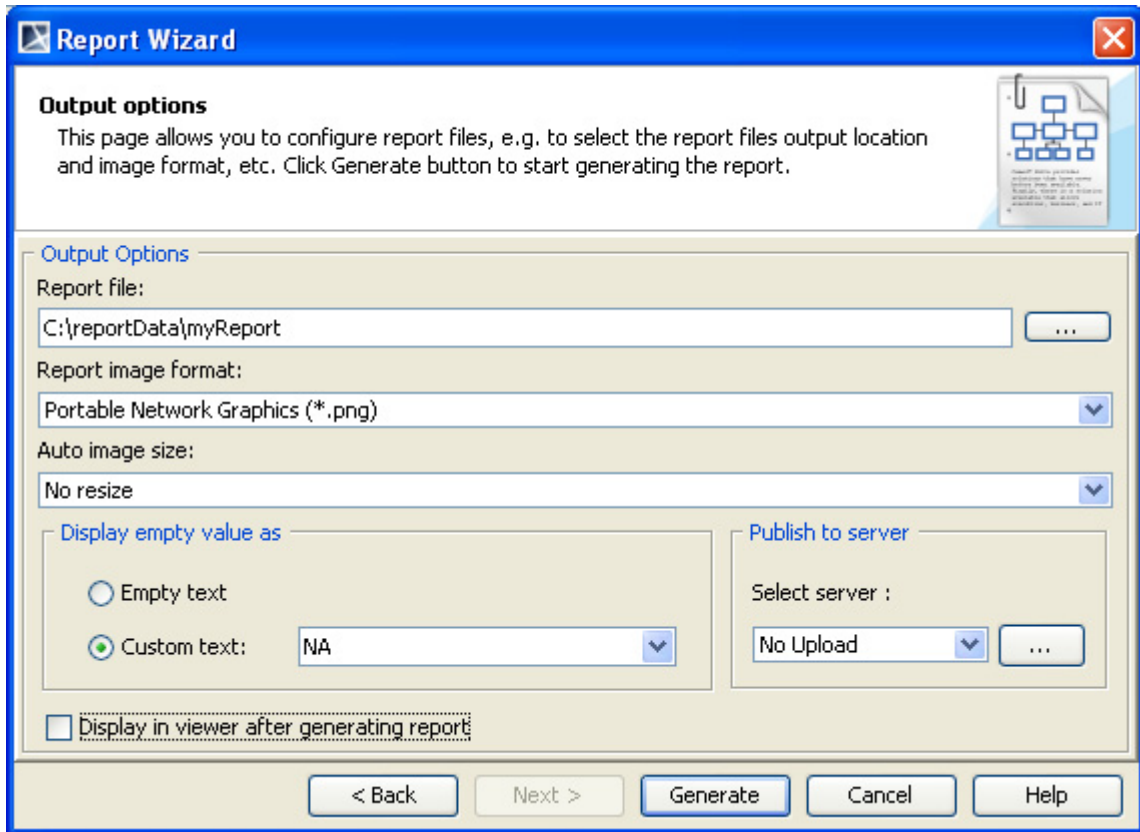 Report Wizard
Output options
This page allows you to configure report files, e.g. to select the report files output location
and image format, etc. Click Generate button to start generating the report.
Output Options
Report file:
C:\reportData\myReport
...
Report image format:
Portable Network Graphics (*.png)
Auto image size:
No resize
Display empty value as
Empty text
Custom text:
NA
Publish to server
Select server :
No Upload
...
Display in viewer after generating report
< Back
Next >
Generate
Cancel
Help